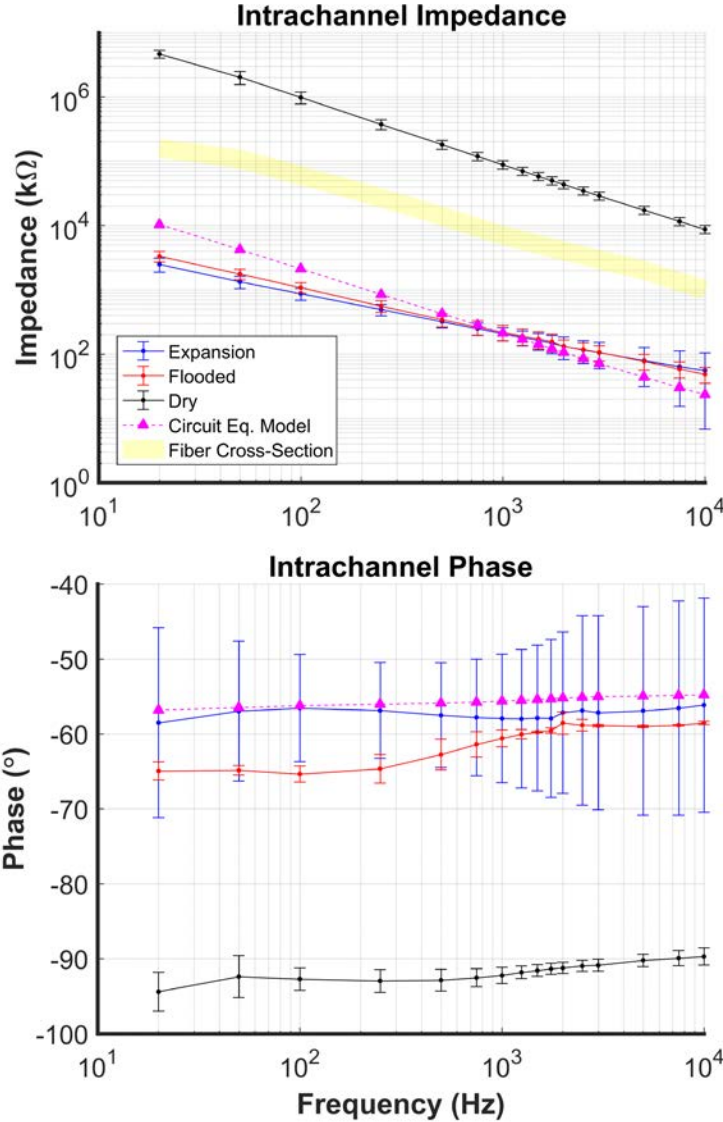 Intrachannel Impedance
10^6
10^4
10^2
10^0
Impedance (kΩ)
Expansion
Flooded
Dry
Circuit Eq. Model
Fiber Cross-Section
10^1 10^2 10^3 10^4
Intrachannel Phase
-40
-50
-60
-70
-80
-90
-100
Phase (°)
10^1 10^2 10^3 10^4
Frequency (Hz)